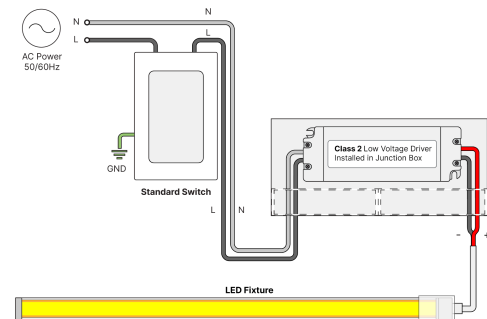 N
N
L
L
AC Power
50/60Hz
GND
Standard Switch
Class 2 Low Voltage Driver
Installed in Junction Box
L
N
-
+
LED Fixture